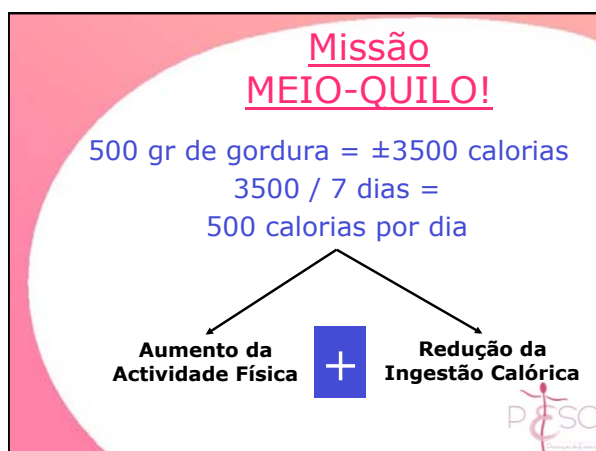 Missão
MEIO-QUILO!
500 gr de gordura = ±3500 calorias
3500 / 7 dias =
500 calorias por dia
Aumento da
Actividade Física
+
Redução da
Ingestão Calórica
PESO